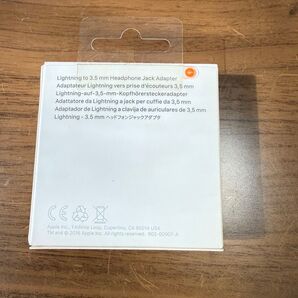 Lightning to 3.5 mm Headphone Jack Adapter
Adaptateur Lightning vers prise d'écouteurs 3,5 mm
Lightning-auf-3,5-mm-Kopfhörersteckeradapter
Adattatore da Lightning a jack per cuffie da 3,5 mm
Adaptador de Lightning a clavija de auriculares de 3,5 mm
Lightning - 3.5 mm ヘッドフォンジャックアダプタ
Apple Inc., 1 Infinite Loop, Cupertino, CA 95014 USA
TM and © 2016 Apple Inc. 603-00907-A